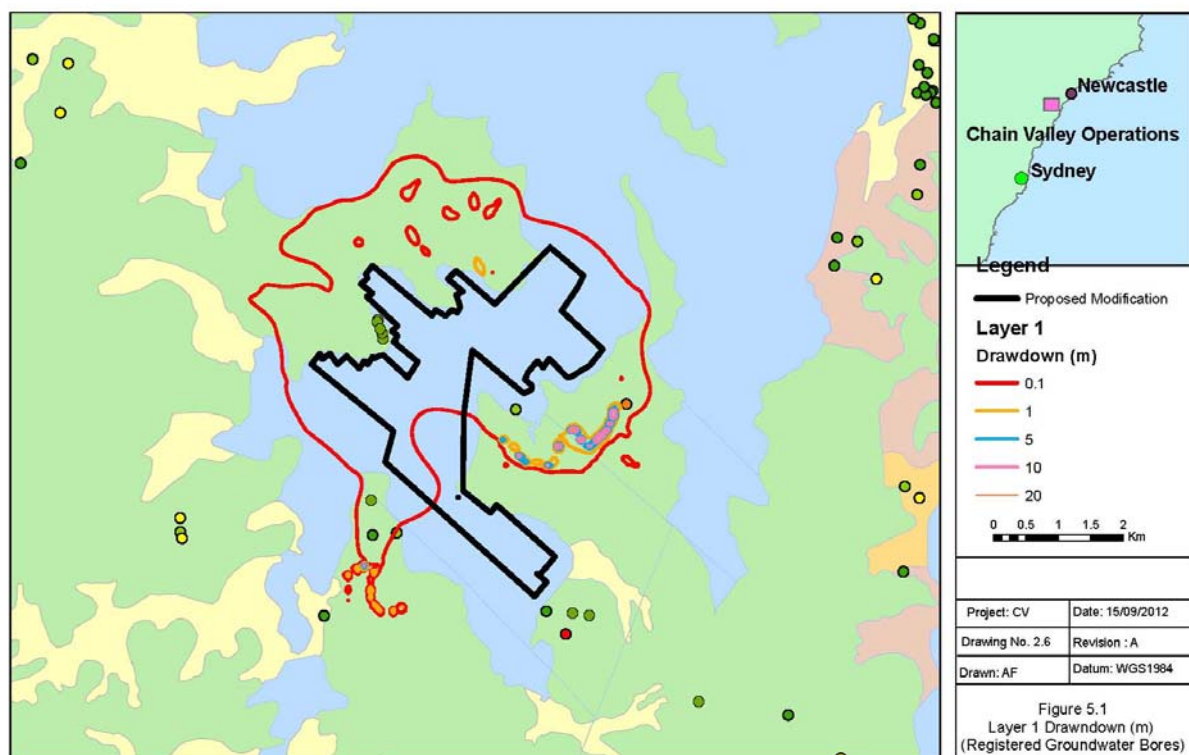 Newcastle
Chain Valley Operations
Sydney
Legend
Proposed Modification
Layer 1
Drawdown (m)
0.1
1
5
10
20
0 0.5 1 1.5 2
Km
Project: CV
Date: 15/09/2012
Drawing No. 2.6
Revision : A
Drawn: AF
Datum: WGS1984
Figure 5.1
Layer 1 Drawndown (m)
(Registered Groundwater Bores)